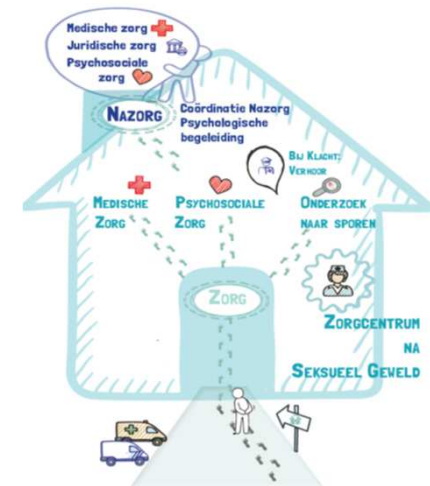 Medische zorg
Juridische zorg
Psychosociale
zorg
Nazorg
Coördinatie Nazorg
Psychologische
begeleiding
Bij Klacht:
Verhoor
Medische
Zorg
Psychosociale
Zorg
Onderzoek
naar sporen
Zorg
Zorgcentrum
na
Seksueel Geweld